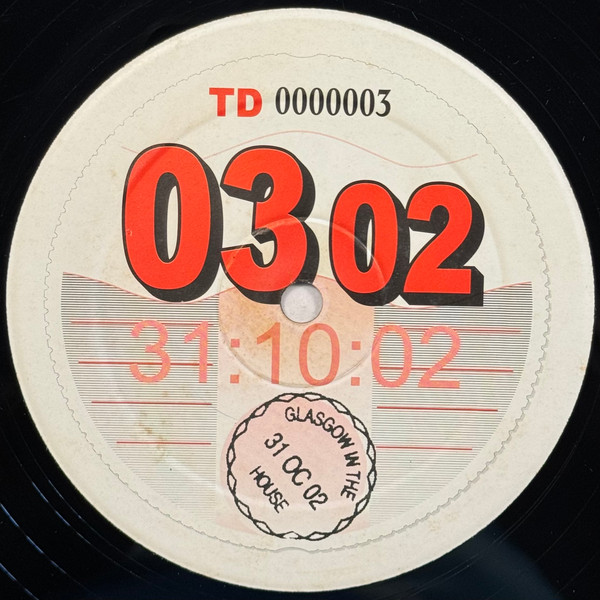 TD 0000003
03 02
31:10:02
GLASGOW IN THE
31 OC 02
HOUSE